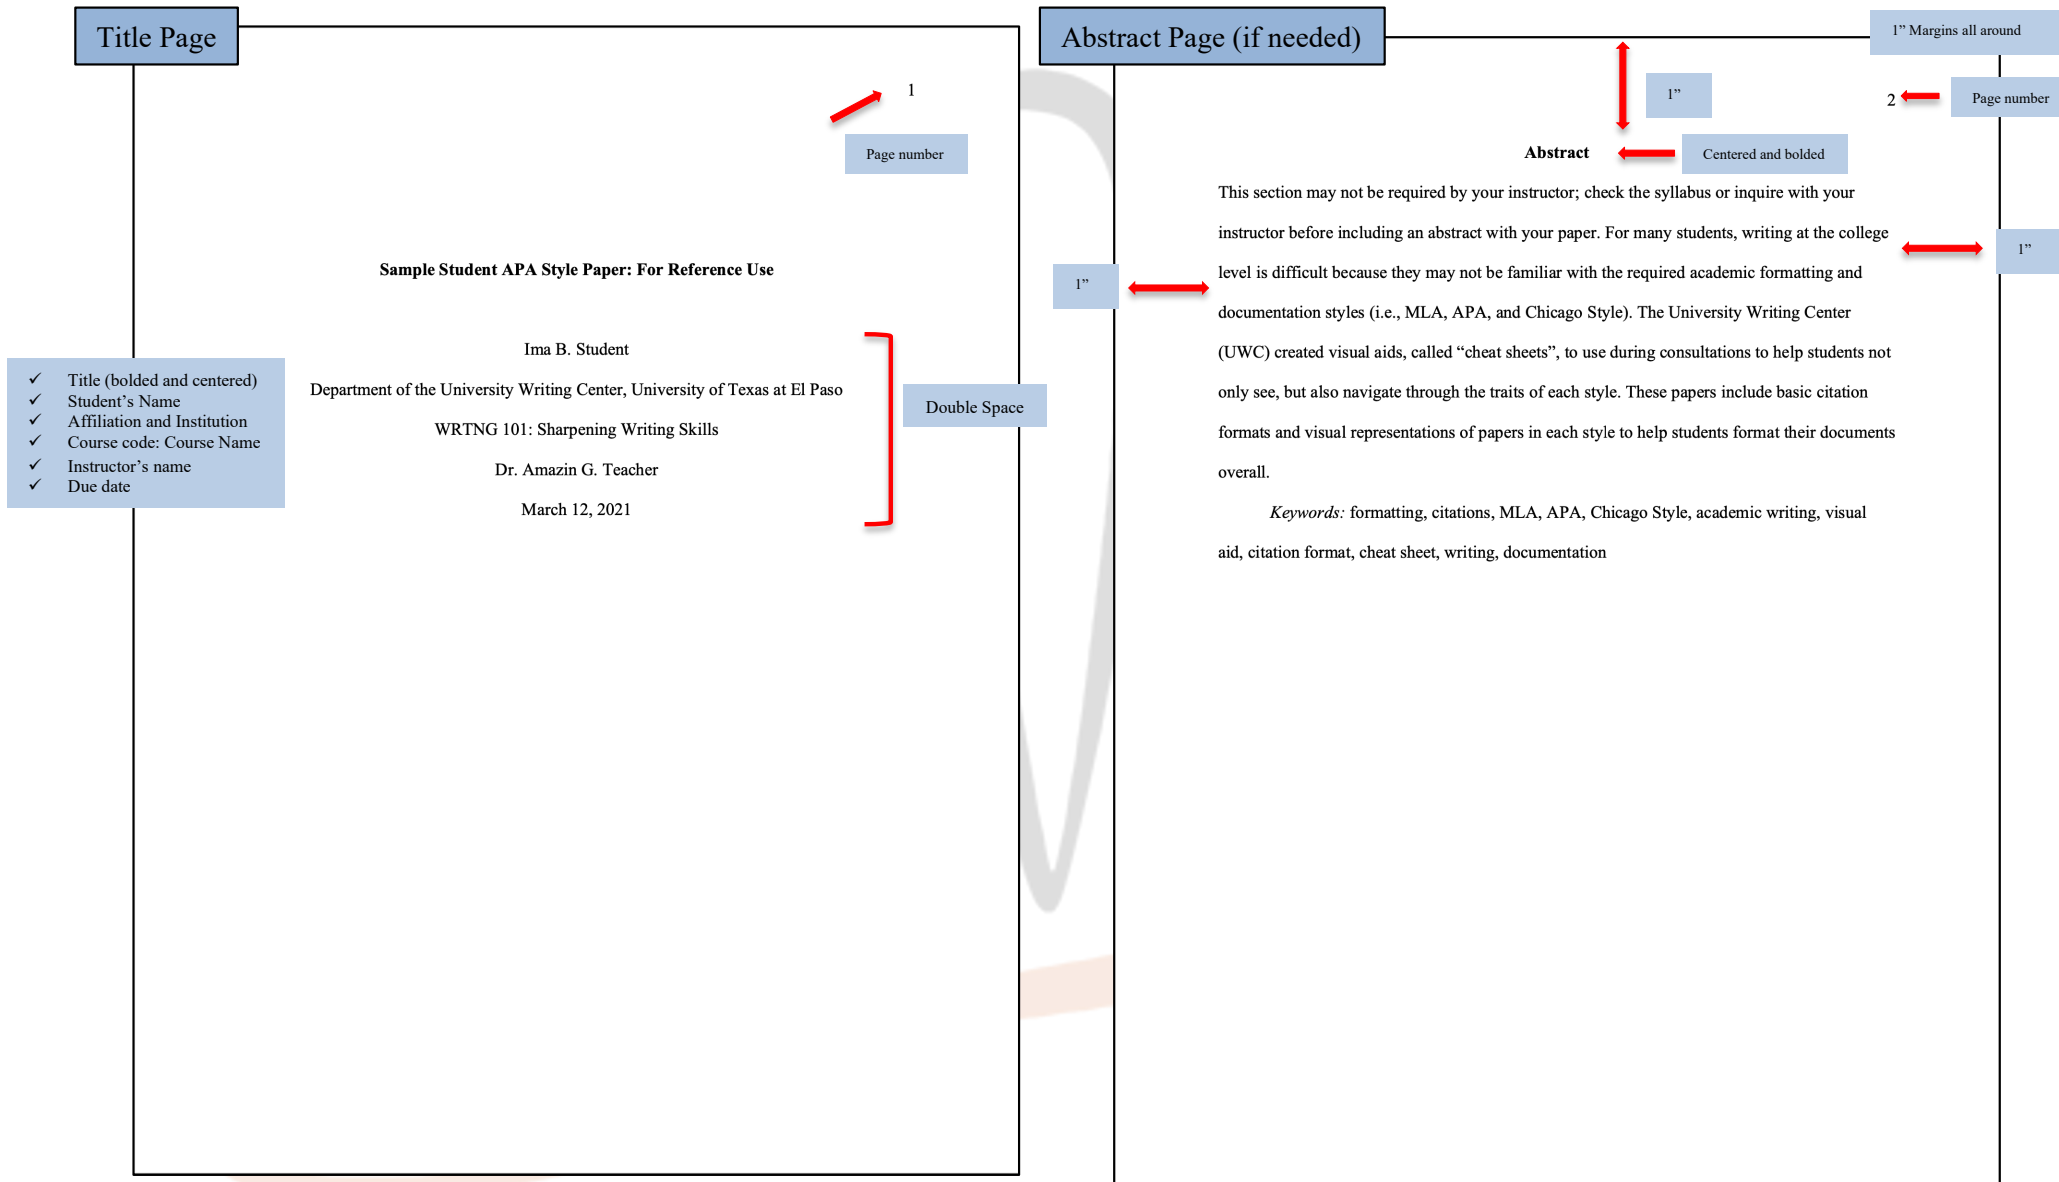 Title Page
1
Page number
Sample Student APA Style Paper: For Reference Use
Ima B. Student
Department of the University Writing Center, University of Texas at El Paso
WRTNG 101: Sharpening Writing Skills
Dr. Amazin G. Teacher
March 12, 2021
Double Space
✓ Title (bolded and centered)
✓ Student’s Name
✓ Affiliation and Institution
✓ Course code: Course Name
✓ Instructor’s name
✓ Due date
Abstract Page (if needed)
1” Margins all around
1”
2
Page number
Abstract
Centered and bolded
This section may not be required by your instructor; check the syllabus or inquire with your
instructor before including an abstract with your paper. For many students, writing at the college
level is difficult because they may not be familiar with the required academic formatting and
documentation styles (i.e., MLA, APA, and Chicago Style). The University Writing Center
(UWC) created visual aids, called “cheat sheets”, to use during consultations to help students not
only see, but also navigate through the traits of each style. These papers include basic citation
formats and visual representations of papers in each style to help students format their documents
overall.
Keywords: formatting, citations, MLA, APA, Chicago Style, academic writing, visual
aid, citation format, cheat sheet, writing, documentation
1”
1”